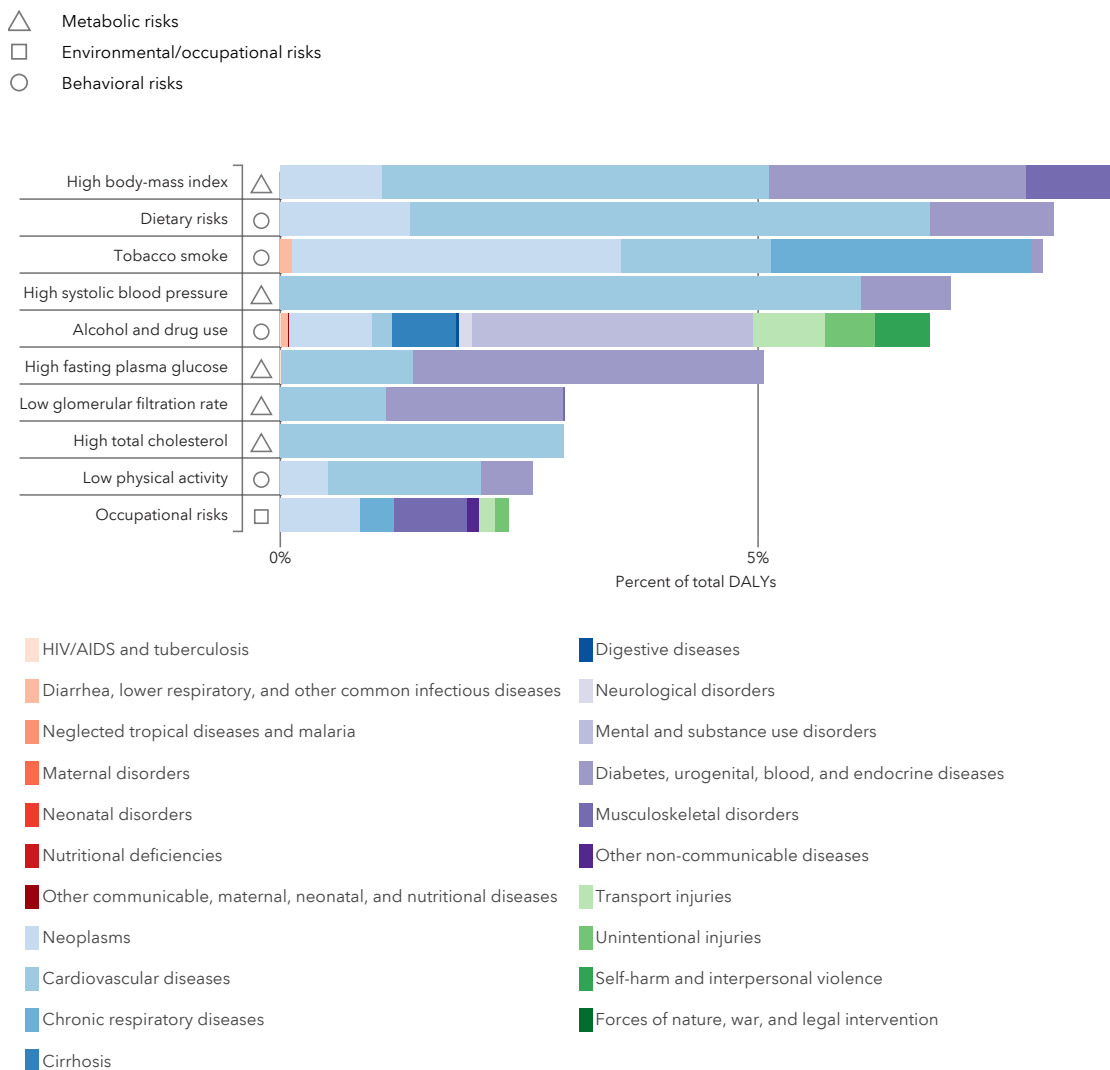 Metabolic risks
Environmental/occupational risks
Behavioral risks
High body-mass index
Dietary risks
Tobacco smoke
High systolic blood pressure
Alcohol and drug use
High fasting plasma glucose
Low glomerular filtration rate
High total cholesterol
Low physical activity
Occupational risks
0%
5%
Percent of total DALYs
HIV/AIDS and tuberculosis
Diarrhea, lower respiratory, and other common infectious diseases
Neglected tropical diseases and malaria
Maternal disorders
Neonatal disorders
Nutritional deficiencies
Other communicable, maternal, neonatal, and nutritional diseases
Neoplasms
Cardiovascular diseases
Chronic respiratory diseases
Cirrhosis
Digestive diseases
Neurological disorders
Mental and substance use disorders
Diabetes, urogenital, blood, and endocrine diseases
Musculoskeletal disorders
Other non-communicable diseases
Transport injuries
Unintentional injuries
Self-harm and interpersonal violence
Forces of nature, war, and legal intervention